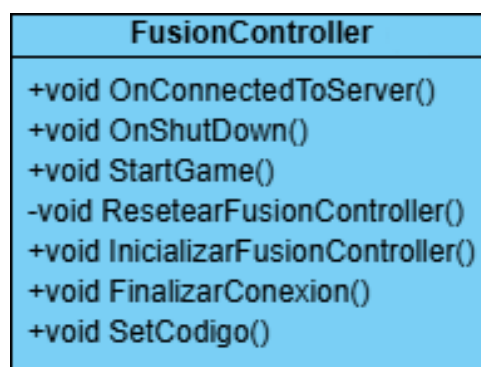 FusionController
+void OnConnectedToServer()
+void OnShutDown()
+void StartGame()
-void ResetearFusionController()
+void InicializarFusionController()
+void FinalizarConexion()
+void SetCodigo()